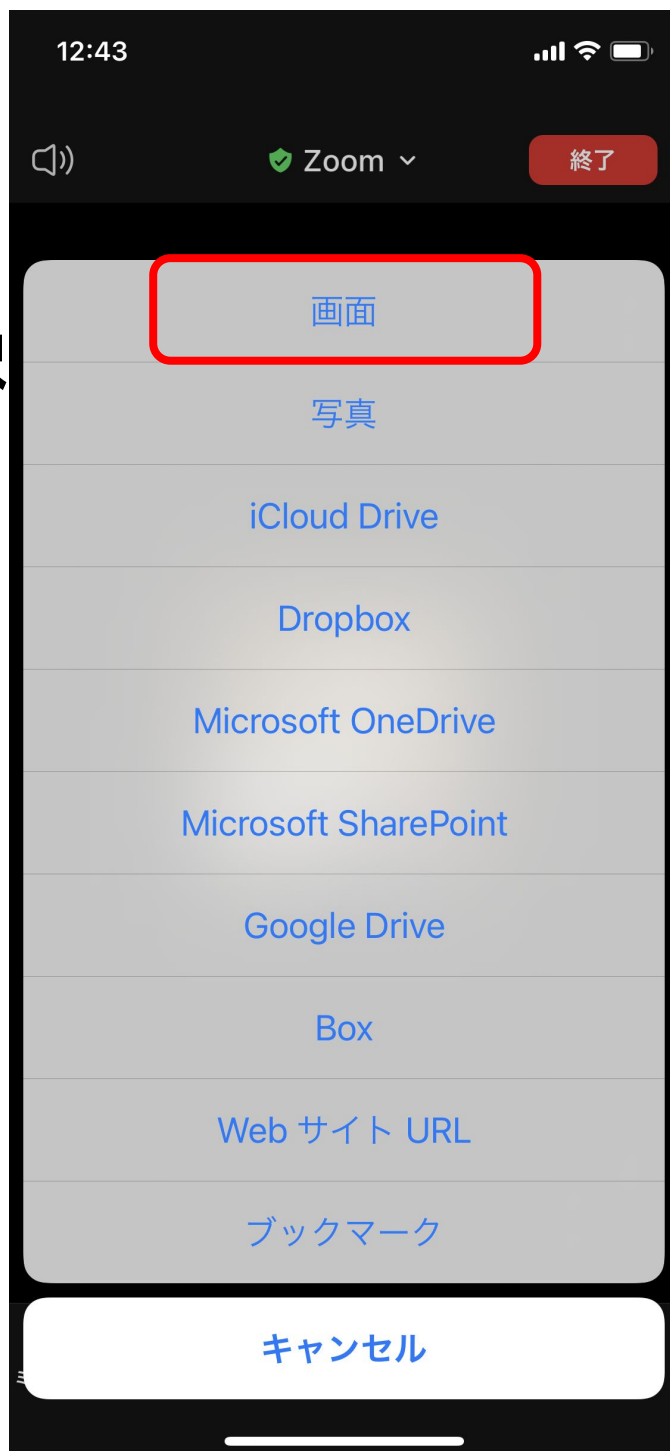 12:43
Zoom
終了
画面
写真
iCloud Drive
Dropbox
Microsoft OneDrive
Microsoft SharePoint
Google Drive
Box
Web サイト URL
ブックマーク
キャンセル